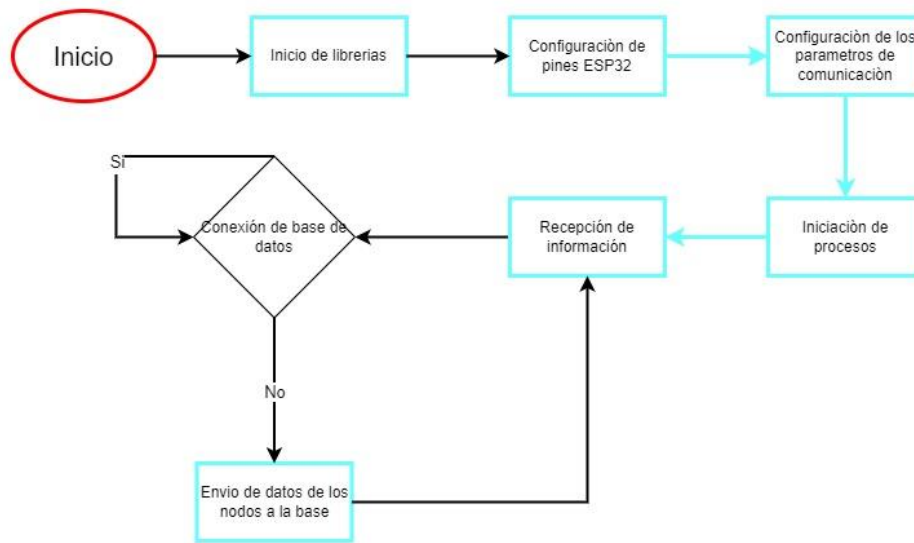 Inicio
Inicio de librerias
Configuraciòn de
pines ESP32
Configuraciòn de los
parametros de
comunicaciòn
Sí
Conexión de base de
datos
Recepción de
información
Iniciaciòn de
procesos
No
Envio de datos de los
nodos a la base